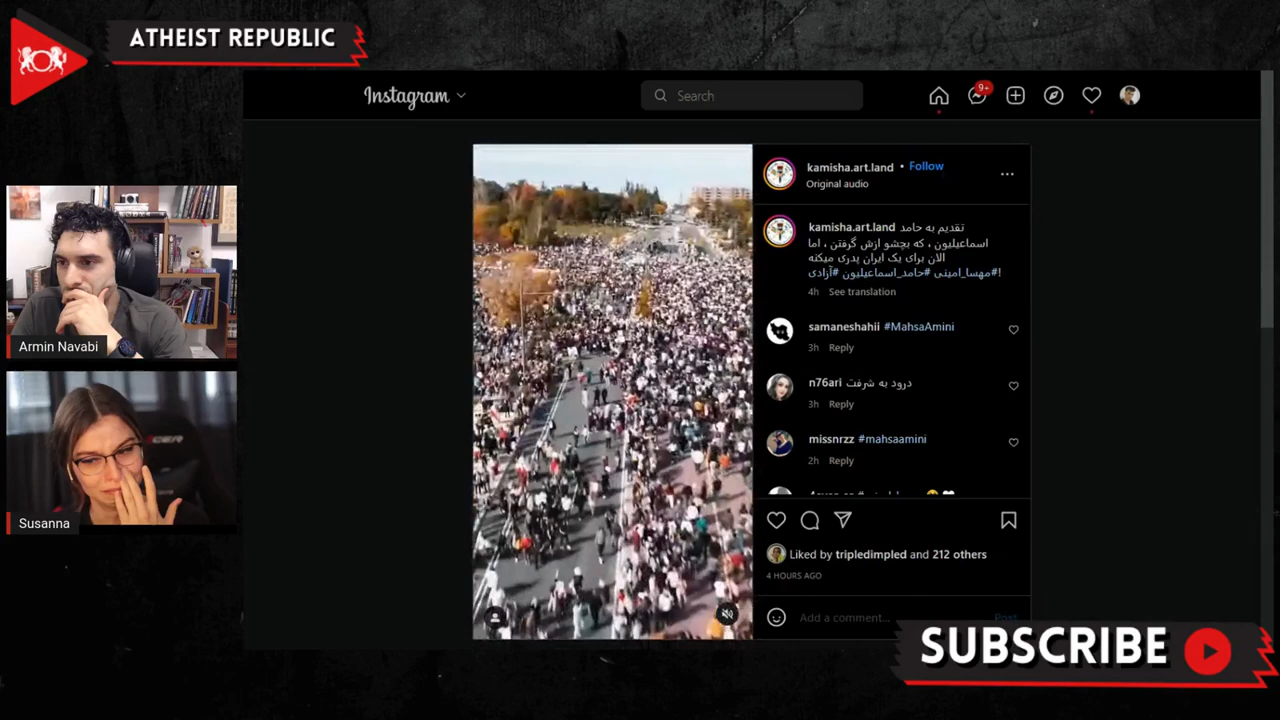 ATHEIST REPUBLIC
Instagram
Search
9+
kamisha.art.land • Follow
Original audio
kamisha.art.land تقدیم به حامد
اسماعیلیون ، که بچشو ازش گرفتن ، اما
الان برای یک ایران پدری میکنه
!#مهسا_امینی #حامد_اسماعیلیون #آزادی
4h See translation
samaneshahii #MahsaAmini
3h Reply
n76ari درود به شرفت
3h Reply
missnrzz #mahsaamini
2h Reply
Liked by tripledimpled and 212 others
4 HOURS AGO
Add a comment...
Post
Armin Navabi
Susanna
SUBSCRIBE